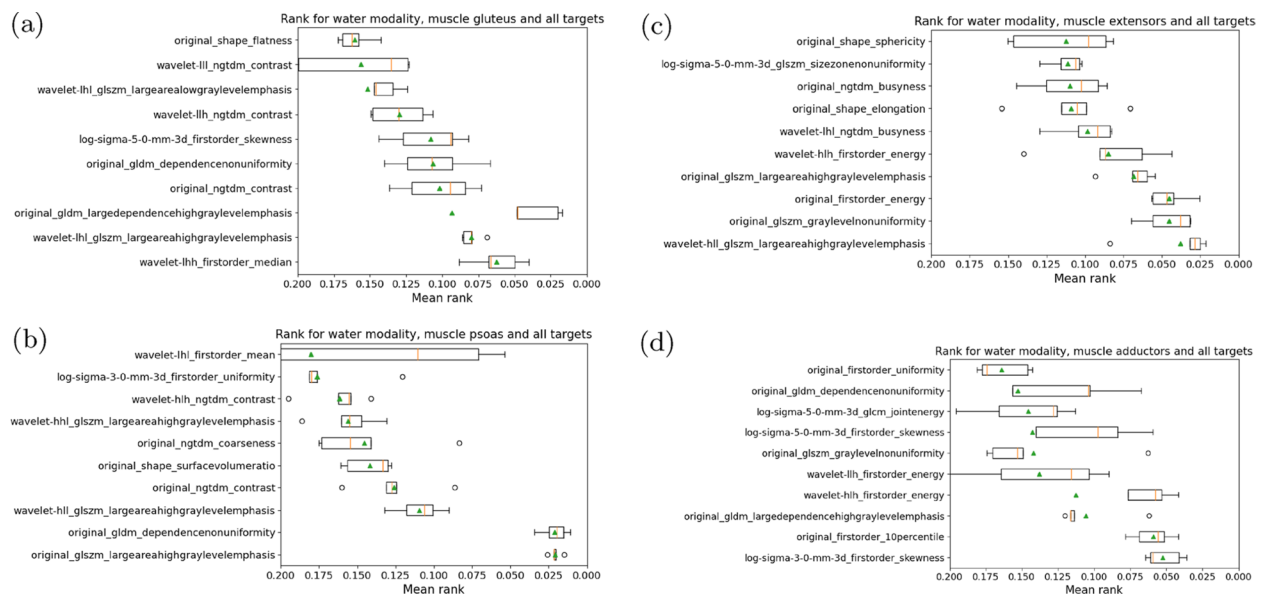 (a)
Rank for water modality, muscle gluteus and all targets
original_shape_flatness
wavelet-lll_ngtdm_contrast
wavelet-lhl_glszm_largearealowgraylevelemphasis
wavelet-llh_ngtdm_contrast
log-sigma-5-0-mm-3d_firstorder_skewness
original_gldm_dependencenonuniformity
original_ngtdm_contrast
original_gldm_largedependencehighgraylevelemphasis
wavelet-lhl_glszm_largeareahighgraylevelemphasis
wavelet-lhh_firstorder_median
0.200 0.175 0.150 0.125 0.100 0.075 0.050 0.025 0.000
Mean rank
(b)
Rank for water modality, muscle psoas and all targets
wavelet-lhl_firstorder_mean
log-sigma-3-0-mm-3d_firstorder_uniformity
wavelet-hlh_ngtdm_contrast
wavelet-hhl_glszm_largeareahighgraylevelemphasis
original_ngtdm_coarseness
original_shape_surfacevolumeratio
original_ngtdm_contrast
wavelet-hll_glszm_largeareahighgraylevelemphasis
original_gldm_dependencenonuniformity
original_glszm_largeareahighgraylevelemphasis
0.200 0.175 0.150 0.125 0.100 0.075 0.050 0.025 0.000
Mean rank
(c)
Rank for water modality, muscle extensors and all targets
original_shape_sphericity
log-sigma-5-0-mm-3d_glszm_sizezonenonuniformity
original_ngtdm_busyness
original_shape_elongation
wavelet-lhl_ngtdm_busyness
wavelet-hlh_firstorder_energy
original_glszm_largeareahighgraylevelemphasis
original_firstorder_energy
original_glszm_graylevelnonuniformity
wavelet-hll_glszm_largeareahighgraylevelemphasis
0.200 0.175 0.150 0.125 0.100 0.075 0.050 0.025 0.000
Mean rank
(d)
Rank for water modality, muscle adductors and all targets
original_firstorder_uniformity
original_gldm_dependencenonuniformity
log-sigma-5-0-mm-3d_glcm_jointenergy
log-sigma-5-0-mm-3d_firstorder_skewness
original_glszm_graylevelnonuniformity
wavelet-llh_firstorder_energy
wavelet-hlh_firstorder_energy
original_gldm_largedependencehighgraylevelemphasis
original_firstorder_10percentile
log-sigma-3-0-mm-3d_firstorder_skewness
0.200 0.175 0.150 0.125 0.100 0.075 0.050 0.025 0.000
Mean rank